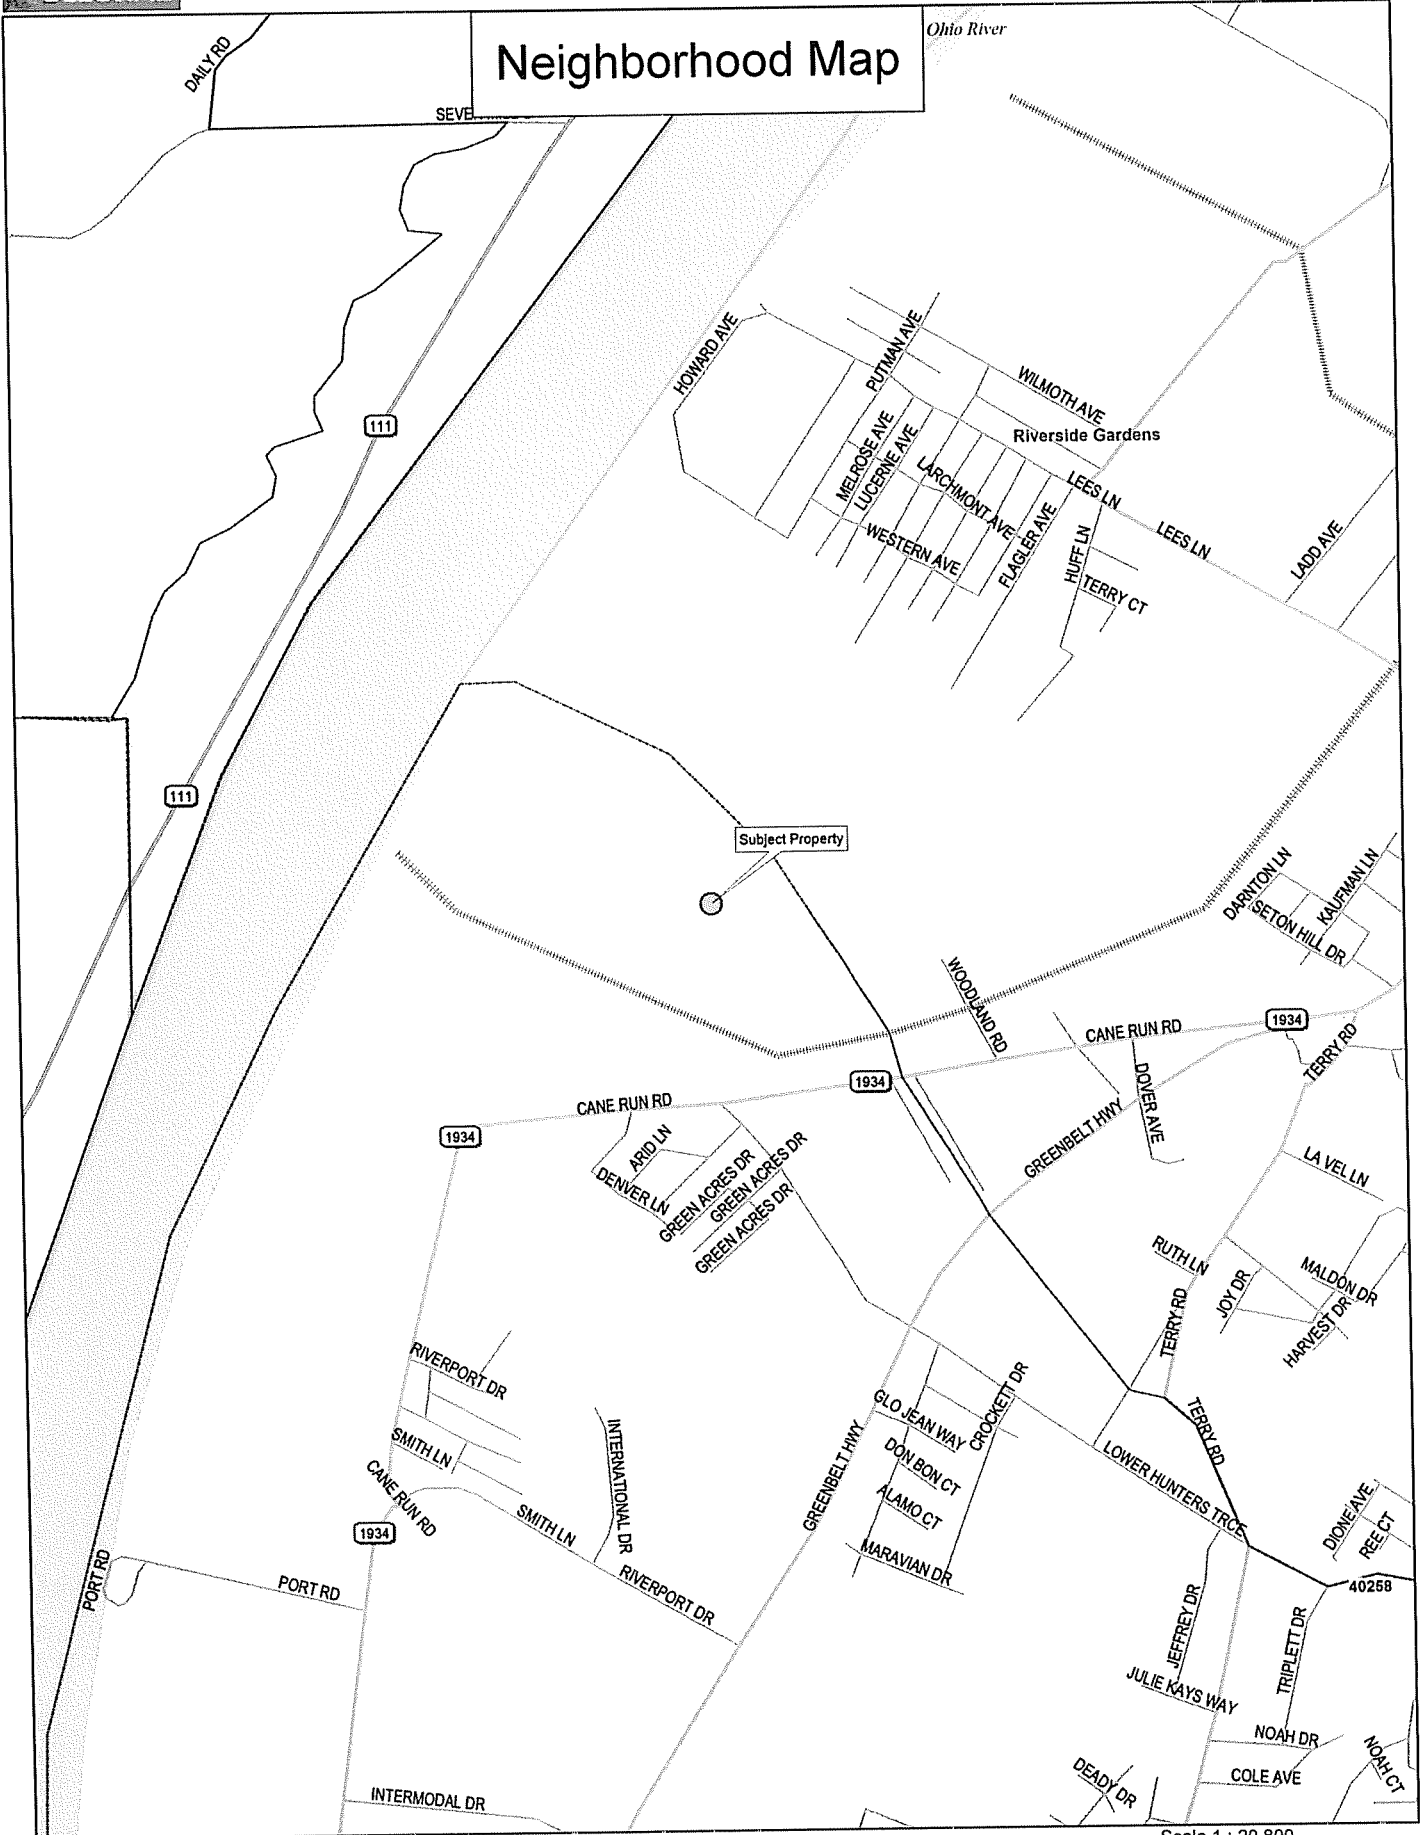 Neighborhood Map
Ohio River
DAILY RD
HOWARD AVE
PUTMAN AVE
WILMOTH AVE
Riverside Gardens
111
MELROSE AVE
LUCERNE AVE
LARCHMONT AVE
WESTERN AVE
FLAGLER AVE
LEES LN
LEES LN
HUFF LN
TERRY CT
LADD AVE
111
Subject Property
DARNTON LN
KAUFMAN LN
SETON HILL DR
WOODLAND RD
CANE RUN RD
1934
TERRY RD
1934
DOVER AVE
CANE RUN RD
1934
GREENBELT HWY
ARID LN
DENVER LN
GREEN ACRES DR
GREEN ACRES DR
GREEN ACRES DR
LA VEL LN
RUTH LN
JOY DR
MALDON DR
HARVEST DR
TERRY RD
RIVERPORT DR
SMITH LN
CANE RUN RD
1934
INTERNATIONAL DR
SMITH LN
RIVERPORT DR
GREENBELT HWY
GLO JEAN WAY
CROCKETT DR
DON BON CT
ALAMO CT
MARAVIAN DR
TERRY RD
LOWER HUNTERS TRCE
DIONE AVE
REE CT
40258
PORT RD
PORT RD
JEFFREY DR
TRIPLETT DR
JULIE KAYS WAY
NOAH DR
NOAH CT
COLE AVE
DEADY DR
INTERMODAL DR